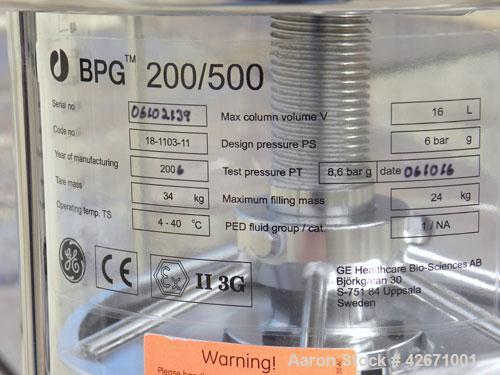 BPG™ 200/500
Serial no 06102139
Code no 18-1103-11
Year of manufacturing 2006
Tare mass 34 kg
Operating temp. TS 4 - 40 °C
Max column volume V 16 L
Design pressure PS 6 bar g
Test pressure PT 8,6 bar g date 061016
Maximum filling mass 24 kg
PED fluid group / cat. 1 / NA
GE CE Ex II 3G
GE Healthcare Bio-Sciences AB
Björkgatan 30
S-751 84 Uppsala
Sweden
Warning!
Please
Aaron Stock # 42671001